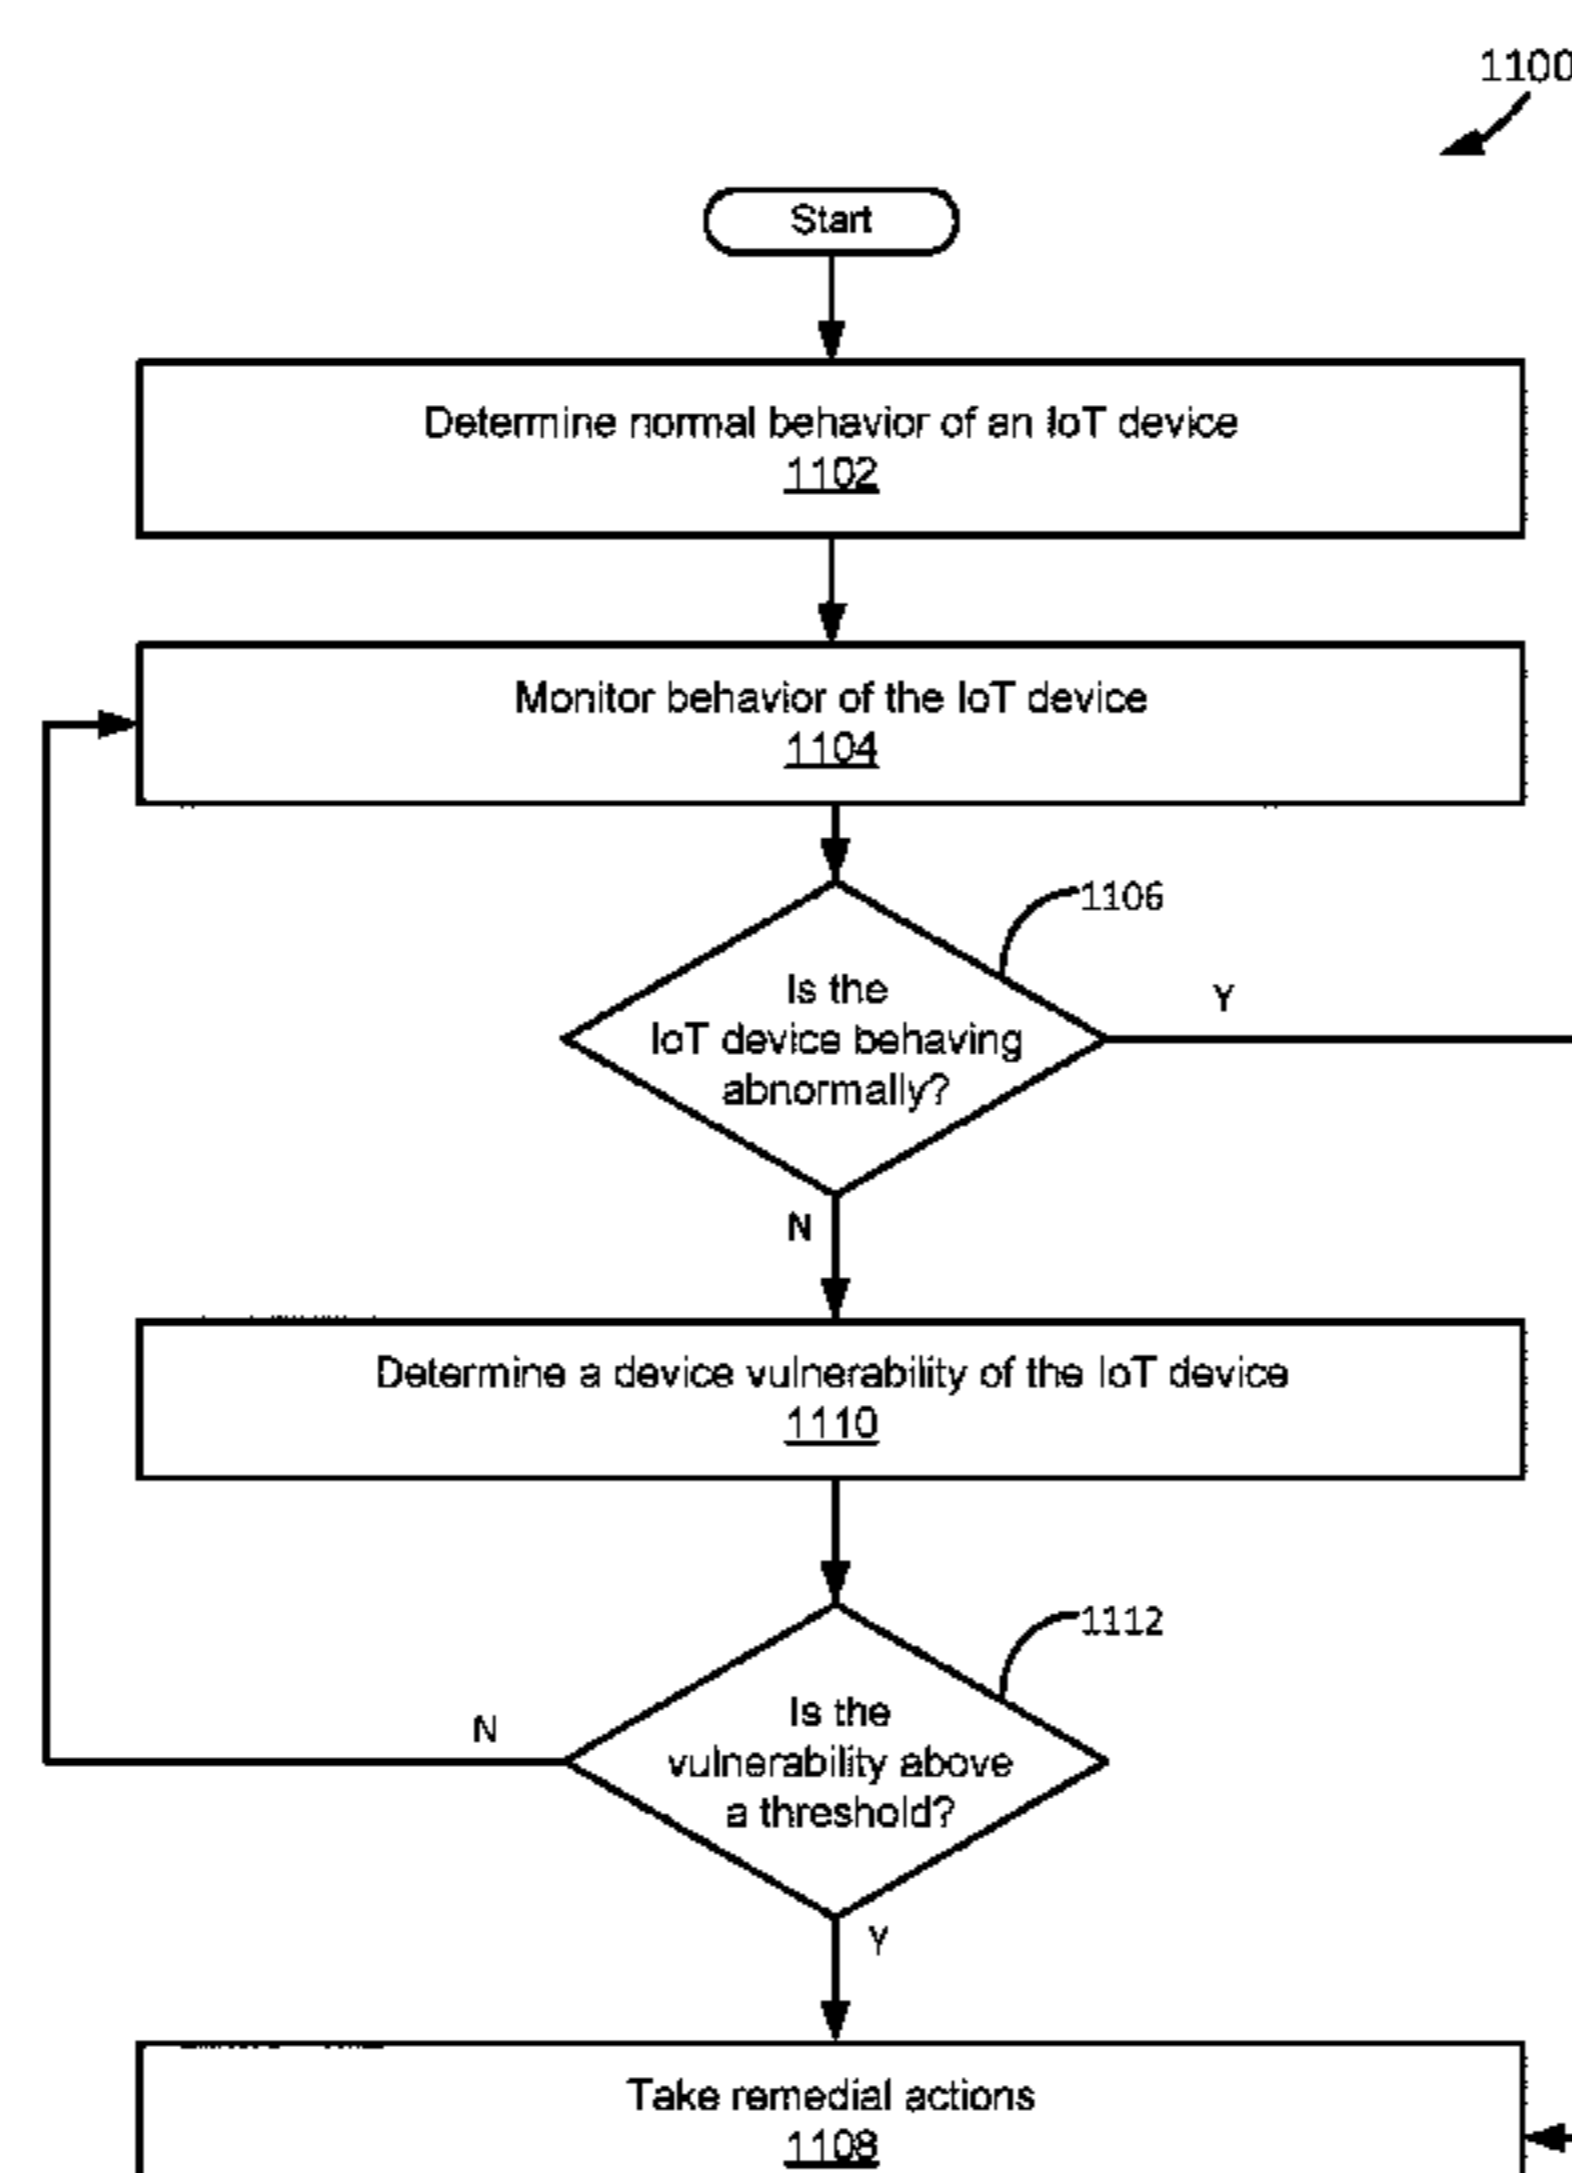 1100
Start
Determine normal behavior of an IoT device
1102
Monitor behavior of the IoT device
1104
1106
Is the
Y
IoT device behaving
abnormally?
N
Determine a device vulnerability of the IoT device
1110
1112
Is the
N
vulnerability above
a threshold?
Y
Take remedial actions
1108